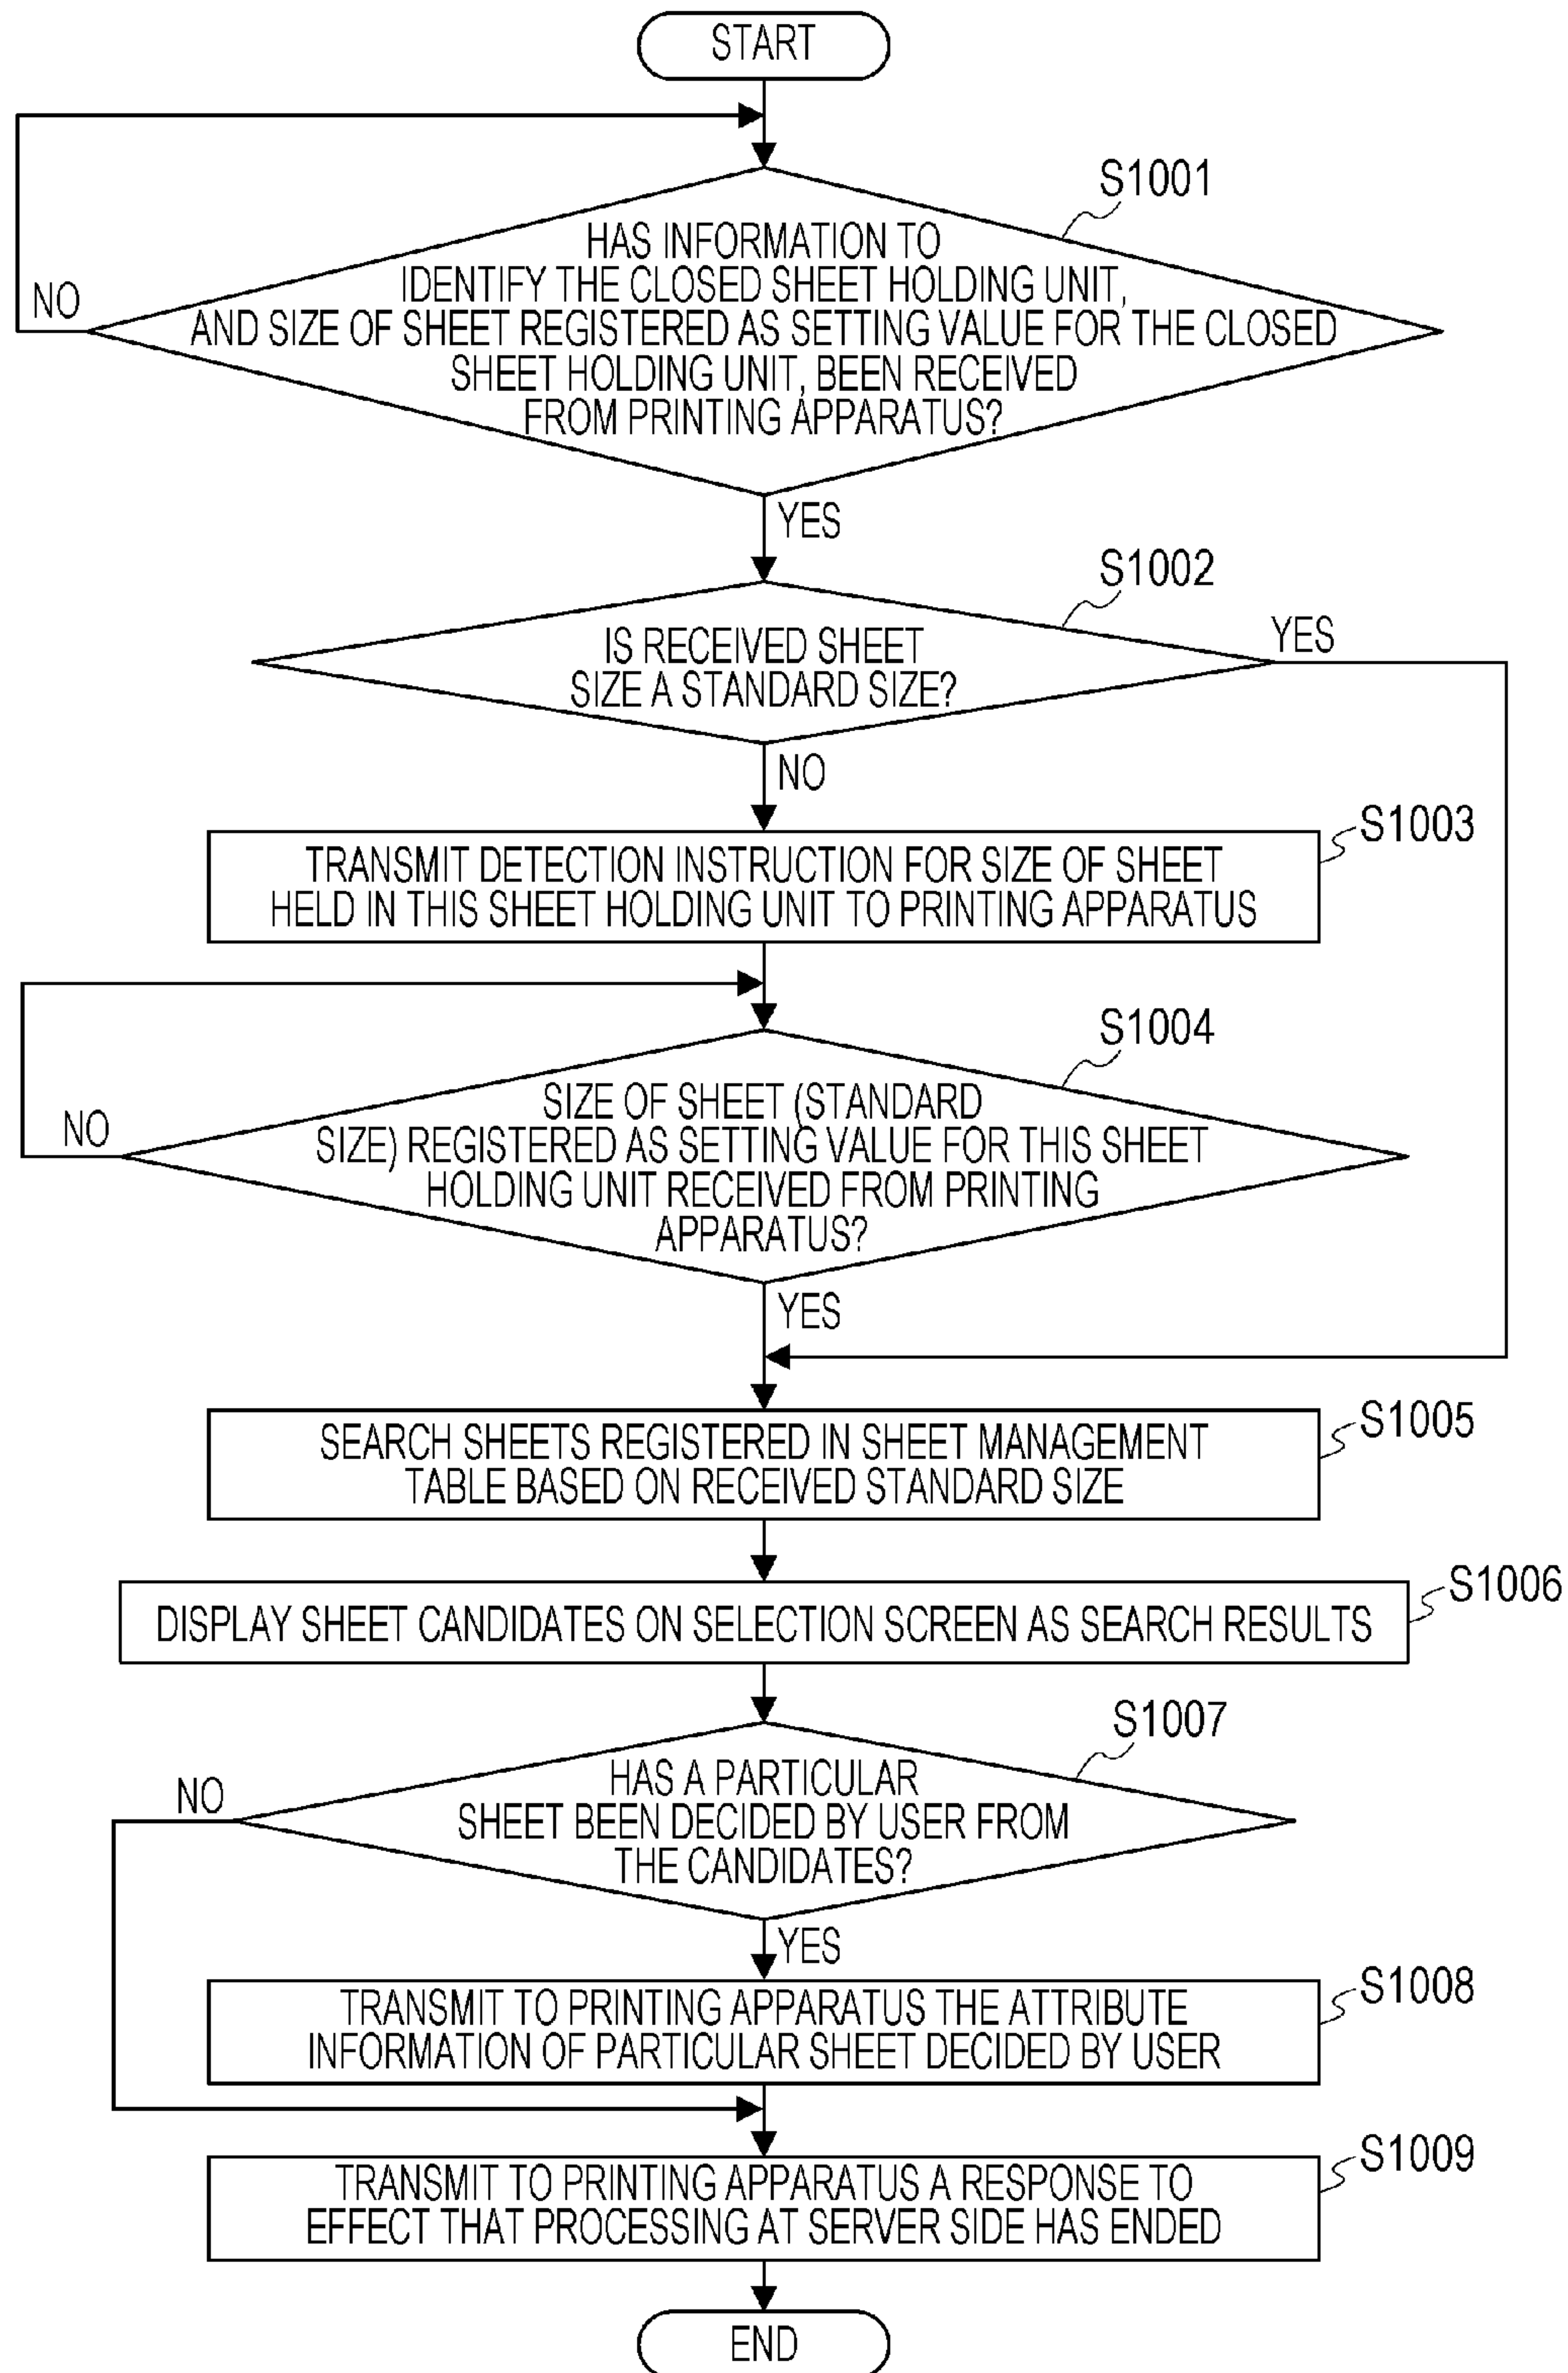 START
S1001
HAS INFORMATION TO
IDENTIFY THE CLOSED SHEET HOLDING UNIT,
AND SIZE OF SHEET REGISTERED AS SETTING VALUE FOR THE CLOSED
SHEET HOLDING UNIT, BEEN RECEIVED
FROM PRINTING APPARATUS?
NO
YES
S1002
IS RECEIVED SHEET
SIZE A STANDARD SIZE?
YES
NO
S1003
TRANSMIT DETECTION INSTRUCTION FOR SIZE OF SHEET
HELD IN THIS SHEET HOLDING UNIT TO PRINTING APPARATUS
S1004
SIZE OF SHEET (STANDARD
SIZE) REGISTERED AS SETTING VALUE FOR THIS SHEET
HOLDING UNIT RECEIVED FROM PRINTING
APPARATUS?
NO
YES
S1005
SEARCH SHEETS REGISTERED IN SHEET MANAGEMENT
TABLE BASED ON RECEIVED STANDARD SIZE
S1006
DISPLAY SHEET CANDIDATES ON SELECTION SCREEN AS SEARCH RESULTS
S1007
HAS A PARTICULAR
SHEET BEEN DECIDED BY USER FROM
THE CANDIDATES?
NO
YES
S1008
TRANSMIT TO PRINTING APPARATUS THE ATTRIBUTE
INFORMATION OF PARTICULAR SHEET DECIDED BY USER
S1009
TRANSMIT TO PRINTING APPARATUS A RESPONSE TO
EFFECT THAT PROCESSING AT SERVER SIDE HAS ENDED
END